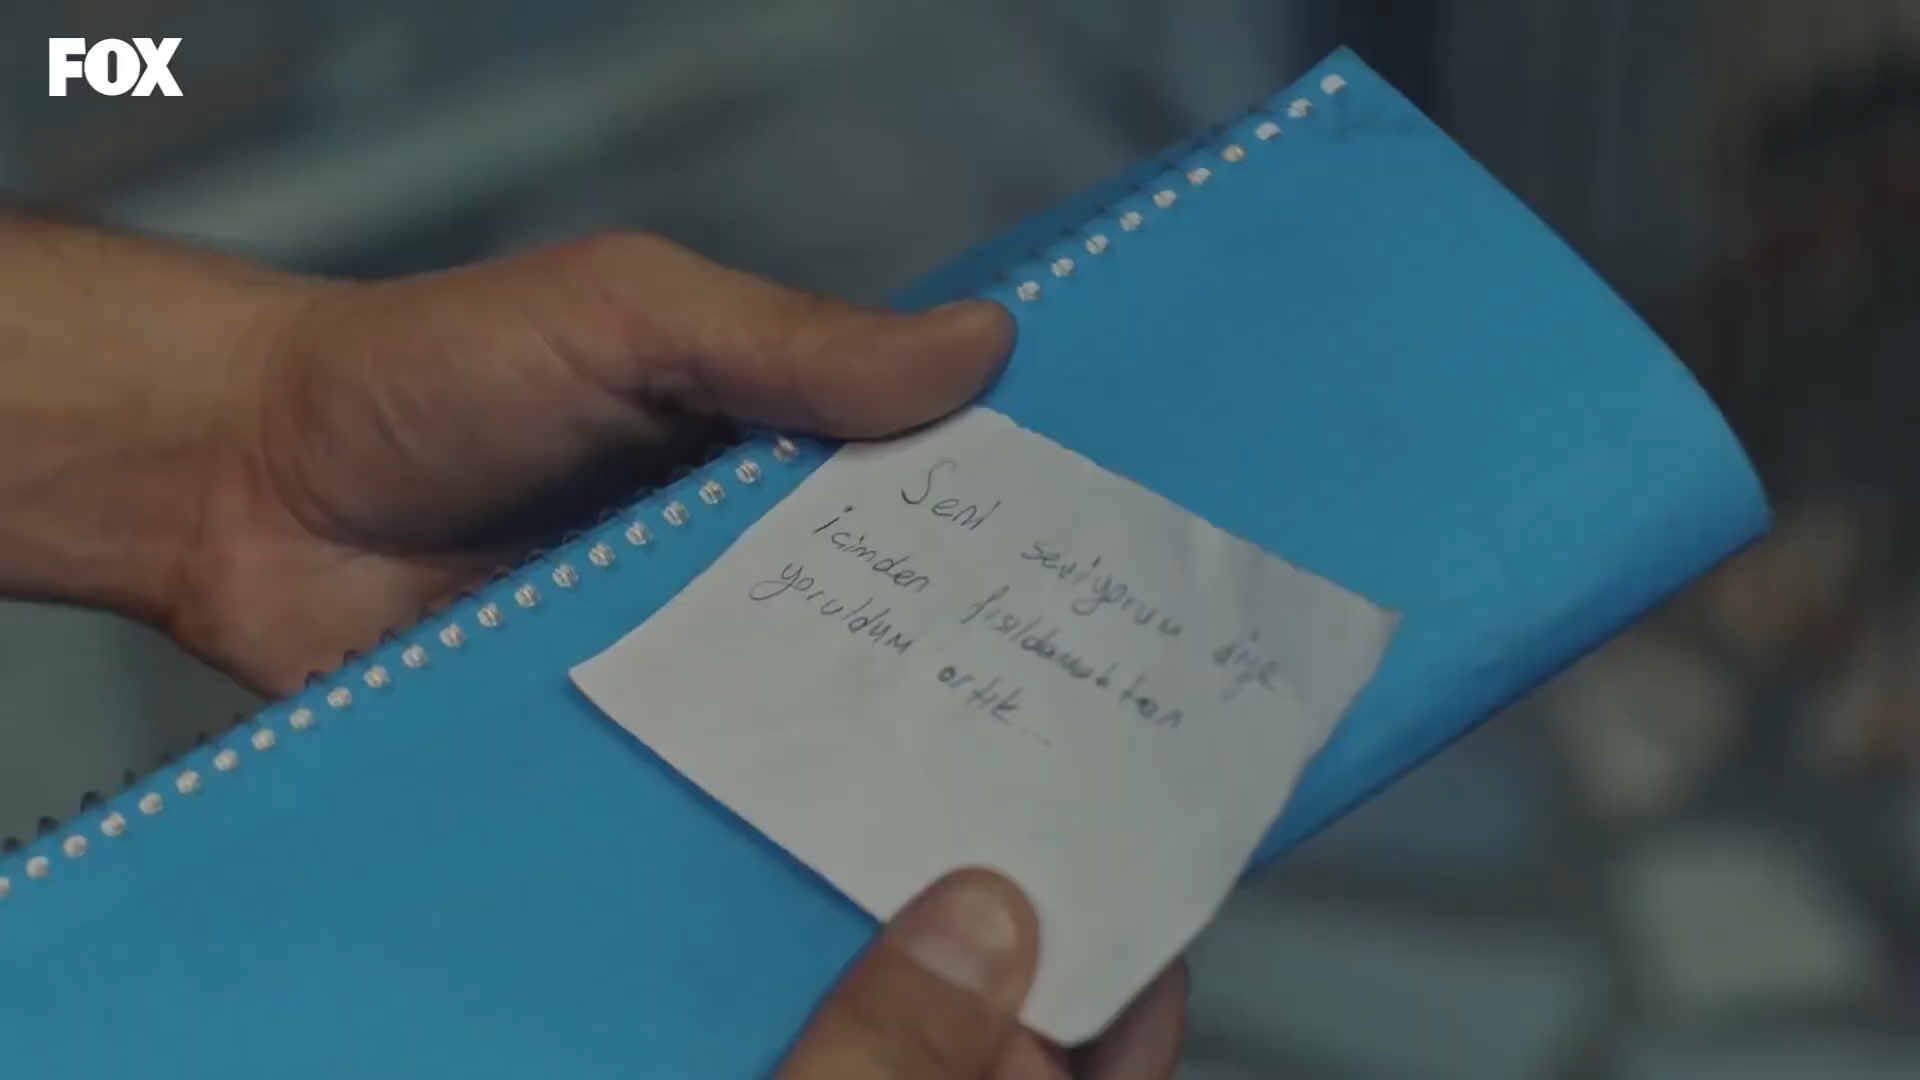 FOX
Seni seviyorum diye
içimden fısıldamaktan
yoruldum artık...